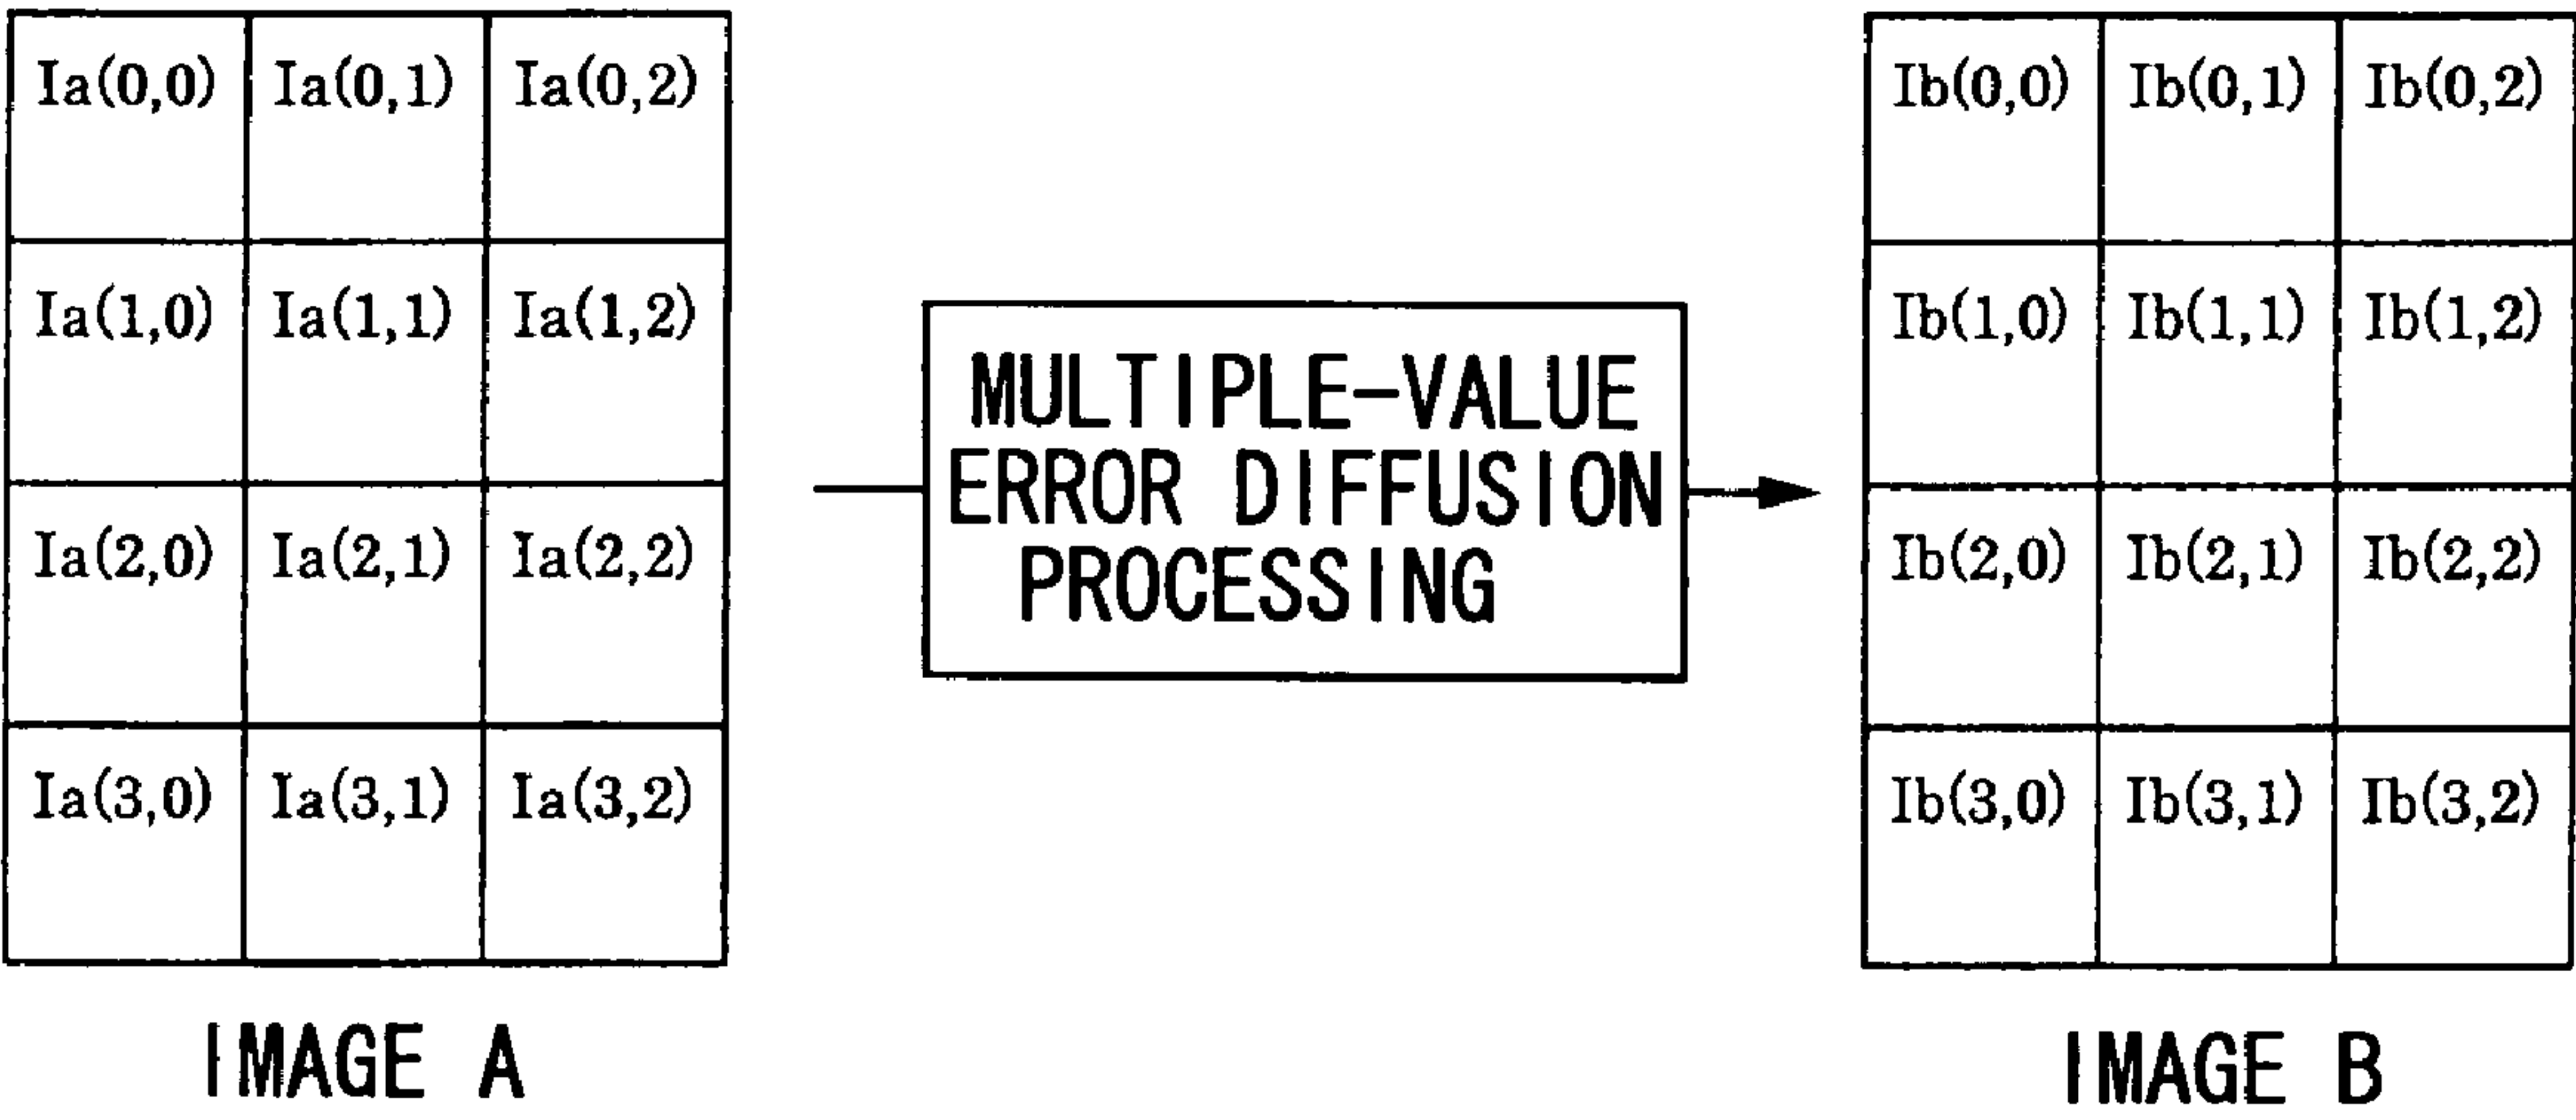 Ia(0,0) Ia(0,1) Ia(0,2)
Ia(1,0) Ia(1,1) Ia(1,2)
Ia(2,0) Ia(2,1) Ia(2,2)
Ia(3,0) Ia(3,1) Ia(3,2)
IMAGE A
MULTIPLE-VALUE
ERROR DIFFUSION
PROCESSING
Ib(0,0) Ib(0,1) Ib(0,2)
Ib(1,0) Ib(1,1) Ib(1,2)
Ib(2,0) Ib(2,1) Ib(2,2)
Ib(3,0) Ib(3,1) Ib(3,2)
IMAGE B